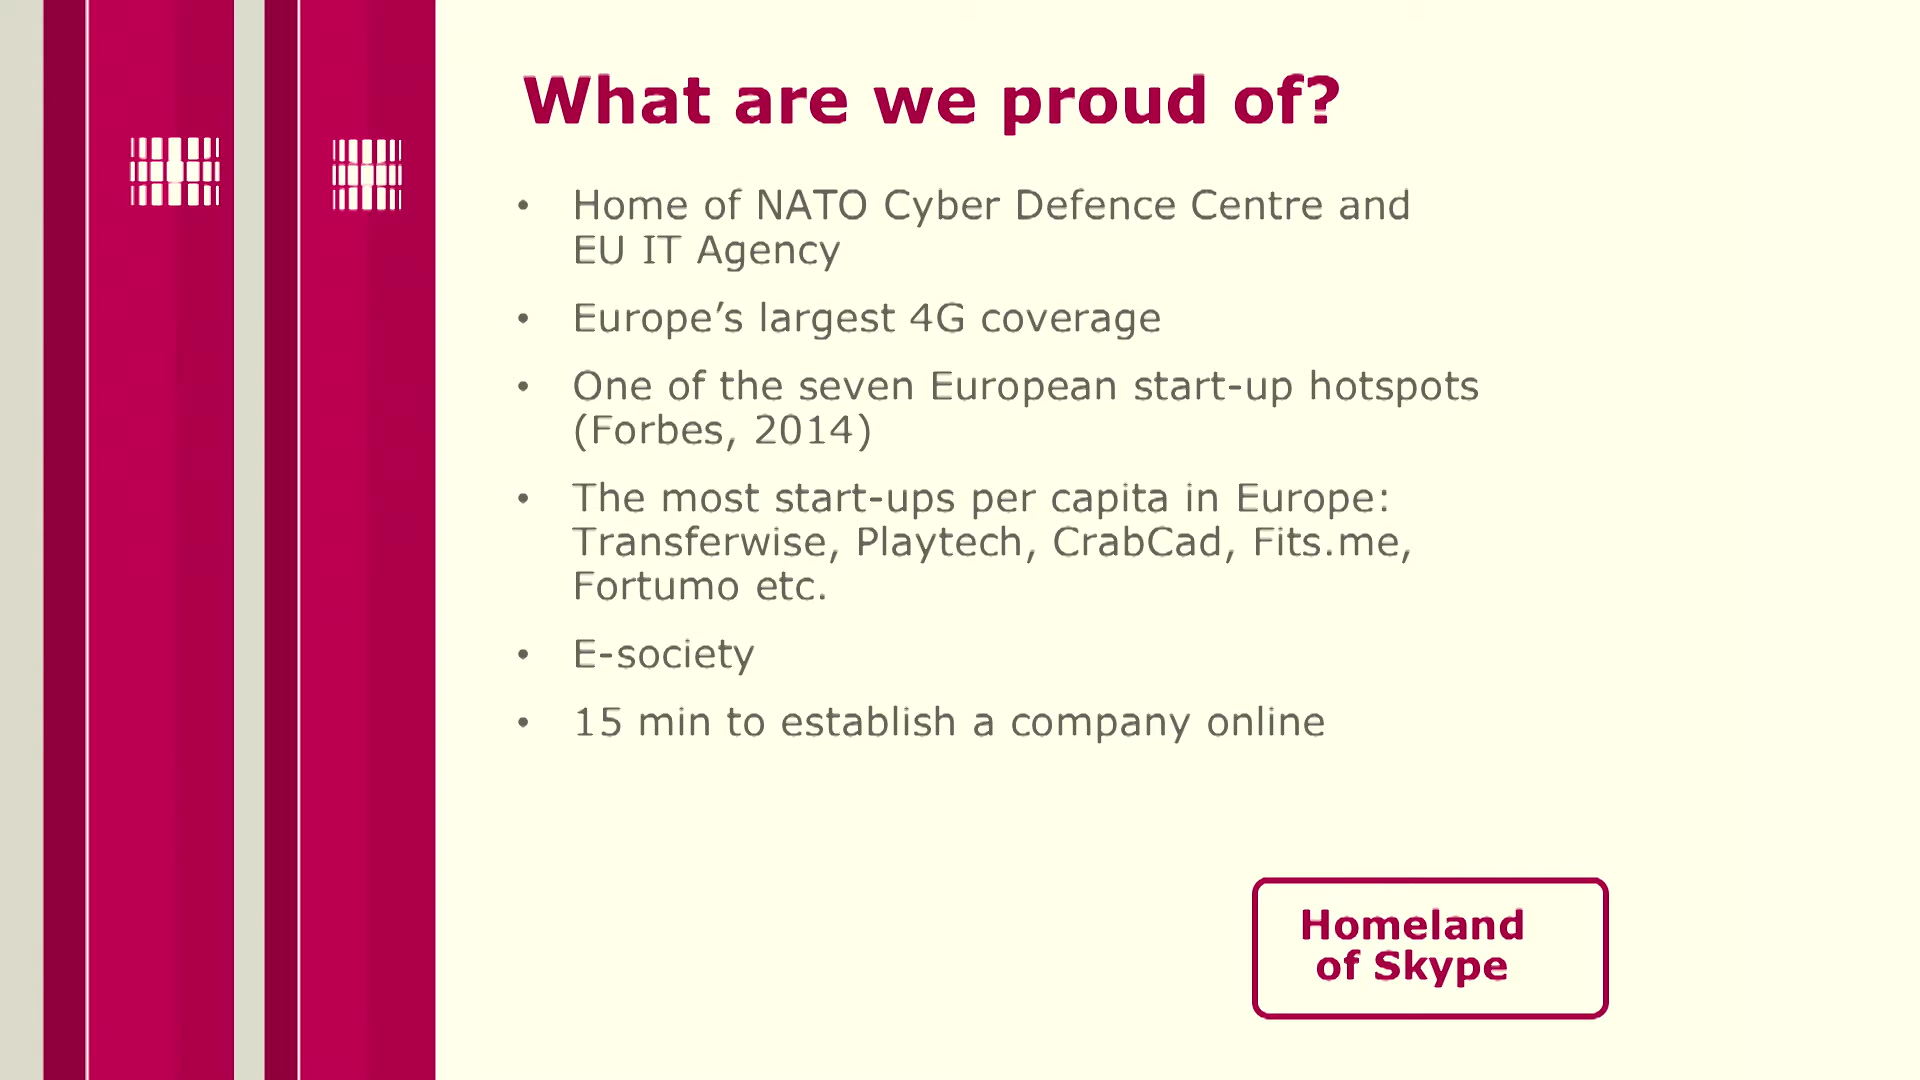 What are we proud of?
• Home of NATO Cyber Defence Centre and
EU IT Agency
• Europe’s largest 4G coverage
• One of the seven European start-up hotspots
(Forbes, 2014)
• The most start-ups per capita in Europe:
Transferwise, Playtech, CrabCad, Fits.me,
Fortumo etc.
• E-society
• 15 min to establish a company online
Homeland
of Skype